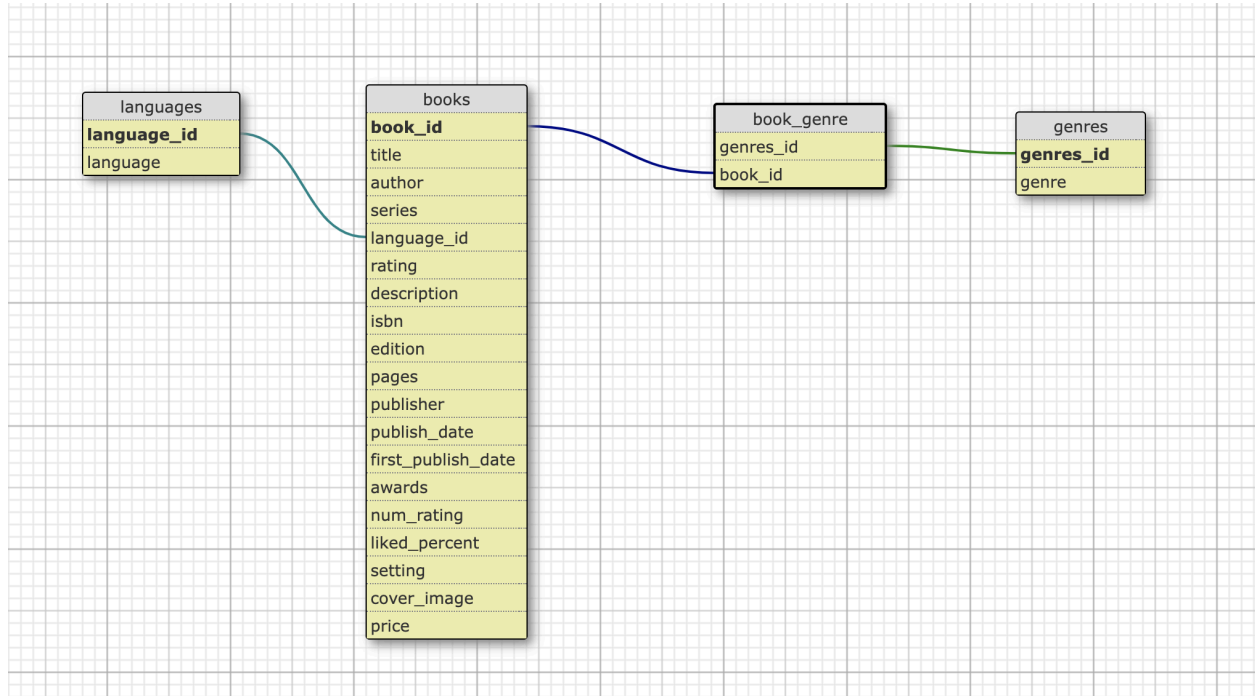 languages
language_id
language
books
book_id
title
author
series
language_id
rating
description
isbn
edition
pages
publisher
publish_date
first_publish_date
awards
num_rating
liked_percent
setting
cover_image
price
book_genre
genres_id
book_id
genres
genres_id
genre